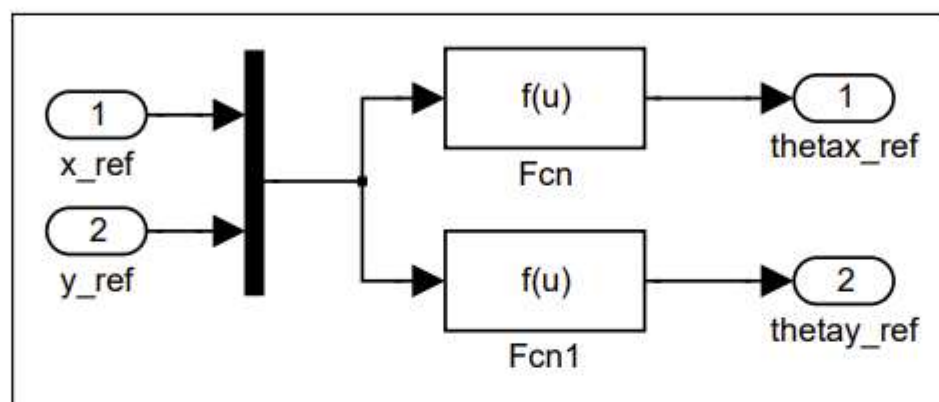 1
x_ref
2
y_ref
f(u)
Fcn
f(u)
Fcn1
1
thetax_ref
2
thetay_ref